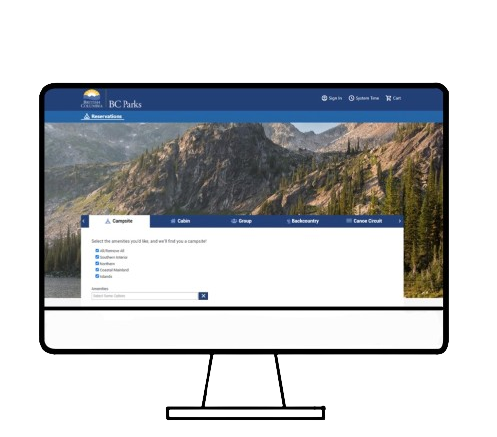 BRITISH
COLUMBIA
BC Parks
Sign In
System Time
Cart
Reservations
Campsite
Cabin
Group
Backcountry
Canoe Circuit
Select the amenities you'd like, and we'll find you a campsite!
All/Remove All
Southern Interior
Northern
Coastal Mainland
Islands
Amenities
Select Some Options